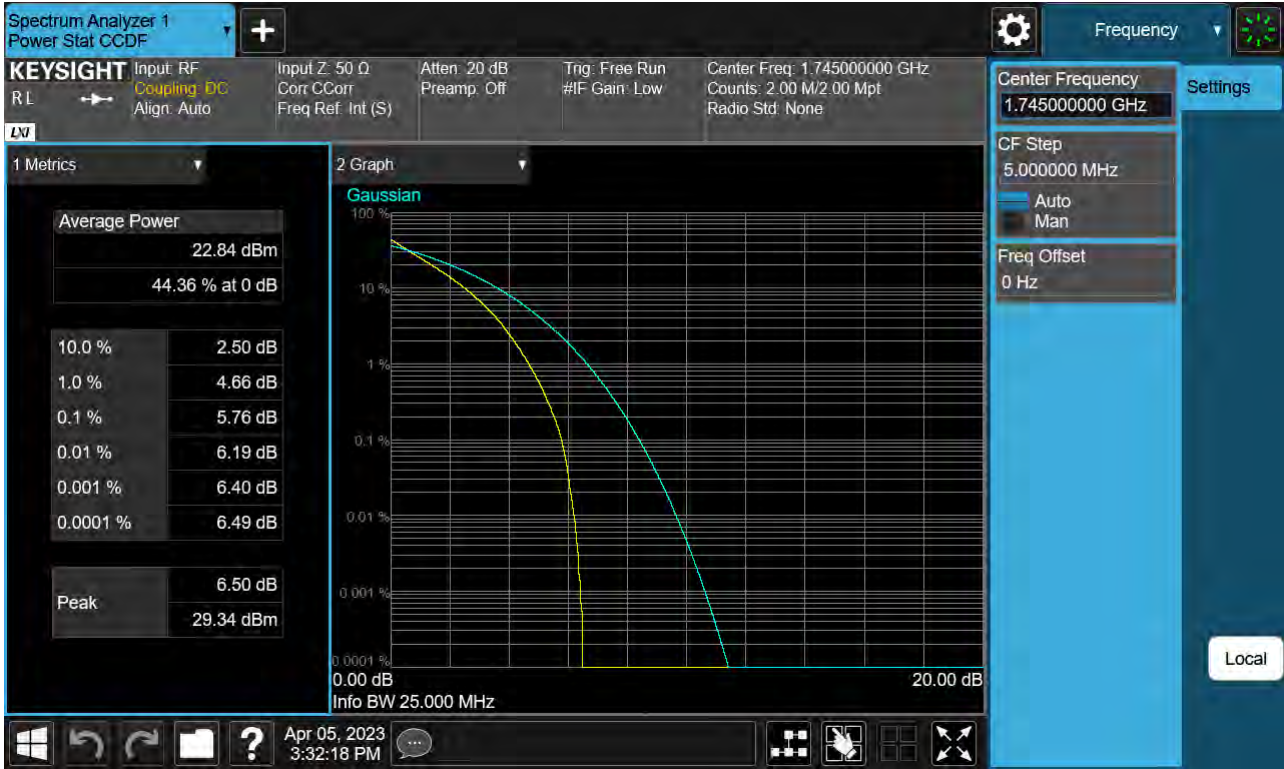 Spectrum Analyzer 1
Power Stat CCDF
Frequency
KEYSIGHT
R L
LXI
Input: RF
Coupling: DC
Align: Auto
Input Z: 50 Ω
Corr CCorr
Freq Ref: Int (S)
Atten: 20 dB
Preamp: Off
Trig: Free Run
#IF Gain: Low
Center Freq: 1.745000000 GHz
Counts: 2.00 M/2.00 Mpt
Radio Std: None
Center Frequency
1.745000000 GHz
Settings
CF Step
5.000000 MHz
Auto
Man
Freq Offset
0 Hz
Local
1 Metrics
Average Power
22.84 dBm
44.36 % at 0 dB
10.0 % 2.50 dB
1.0 % 4.66 dB
0.1 % 5.76 dB
0.01 % 6.19 dB
0.001 % 6.40 dB
0.0001 % 6.49 dB
Peak
6.50 dB
29.34 dBm
2 Graph
Gaussian
100 %
10 %
1 %
0.1 %
0.01 %
0.001 %
0.0001 %
0.00 dB 20.00 dB
Info BW 25.000 MHz
?
Apr 05, 2023
3:32:18 PM